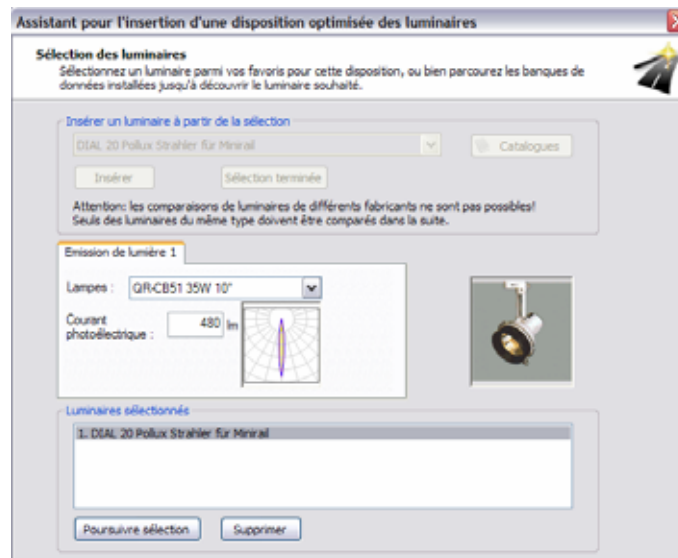 Assistant pour l'insertion d'une disposition optimisée des luminaires
Sélection des luminaires
Sélectionnez un luminaire parmi vos favoris pour cette disposition, ou bien parcourez les banques de
données installées jusqu'à découvrir le luminaire souhaité.
Insérer un luminaire à partir de la sélection
DIAL 20 Pollux Strahler für Minirail
Catalogues
Insérer
Sélection terminée
Attention: les comparaisons de luminaires de différents fabricants ne sont pas possibles!
Seuls des luminaires du même type doivent être comparés dans la suite.
Emission de lumière 1
Lampes :
QR-CB51 35W 10°
Courant
photoélectrique :
480
lm
Luminaires sélectionnés
1. DIAL 20 Pollux Strahler für Minirail
Poursuivre sélection
Supprimer